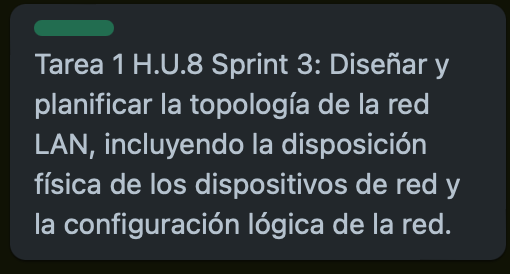 Tarea 1 H.U.8 Sprint 3: Diseñar y
planificar la topología de la red
LAN, incluyendo la disposición
física de los dispositivos de red y
la configuración lógica de la red.